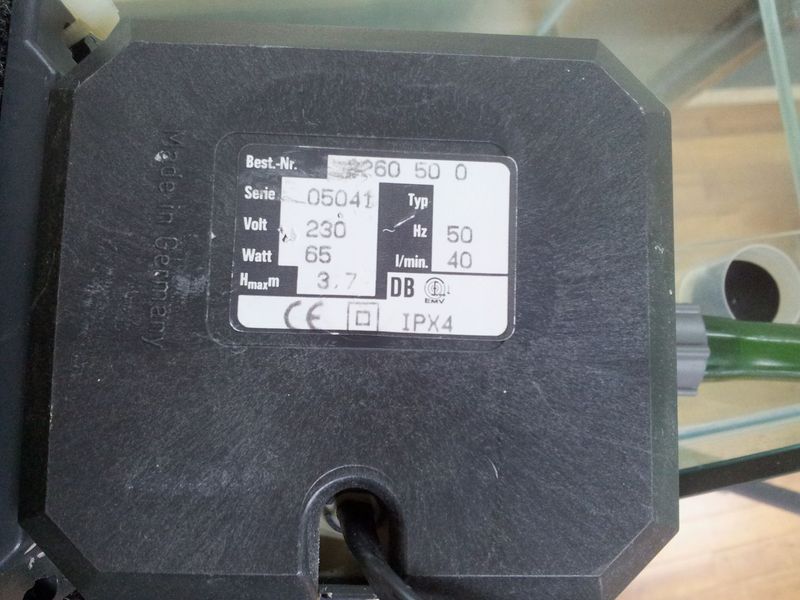 Made in Germany
Best.-Nr. 260 50 0
Serie 05041 Typ
Volt 230 Hz 50
Watt 65 l/min. 40
Hmaxm 3,7 DB
EMV
CE IPX4